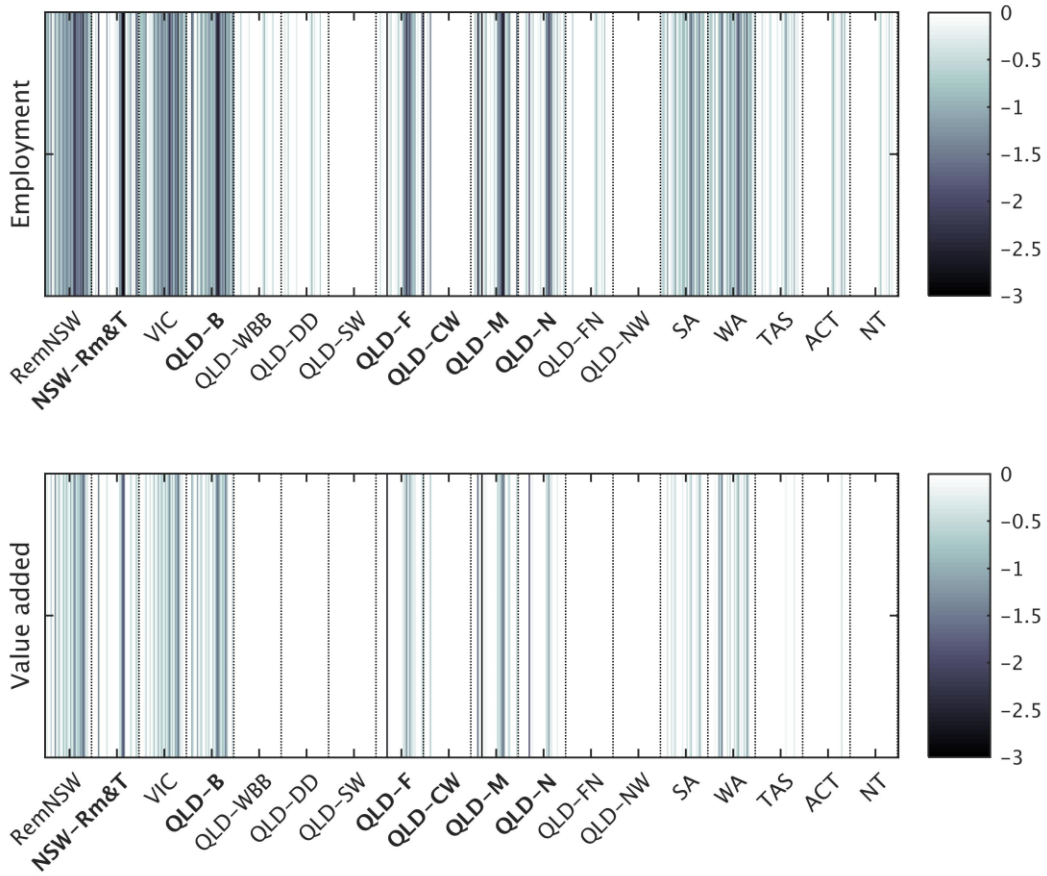 Employment
0
−0.5
−1
−1.5
−2
−2.5
−3
RemNSW
NSW−Rm&T
VIC
QLD−B
QLD−WBB
QLD−DD
QLD−SW
QLD−F
QLD−CW
QLD−M
QLD−N
QLD−FN
QLD−NW
SA
WA
TAS
ACT
NT
Value added
0
−0.5
−1
−1.5
−2
−2.5
−3
RemNSW
NSW−Rm&T
VIC
QLD−B
QLD−WBB
QLD−DD
QLD−SW
QLD−F
QLD−CW
QLD−M
QLD−N
QLD−FN
QLD−NW
SA
WA
TAS
ACT
NT